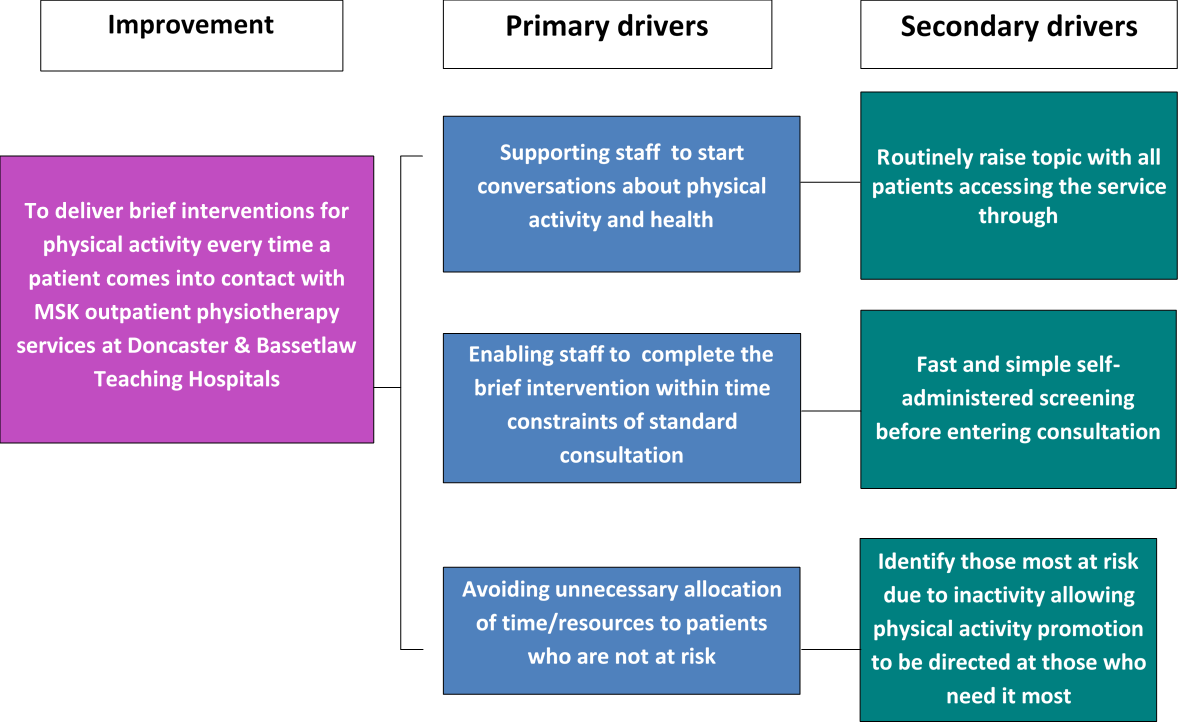 Improvement
Primary drivers
Secondary drivers
To deliver brief interventions for
physical activity every time a
patient comes into contact with
MSK outpatient physiotherapy
services at Doncaster & Bassetlaw
Teaching Hospitals
Supporting staff  to start
conversations about physical
activity and health
Routinely raise topic with all
patients accessing the service
through
Enabling staff to  complete the
brief intervention within time
constraints of standard
consultation
Fast and simple self-
administered screening
before entering consultation
Avoiding unnecessary allocation
of time/resources to patients
who are not at risk
Identify those most at risk
due to inactivity allowing
physical activity promotion
to be directed at those who
need it most